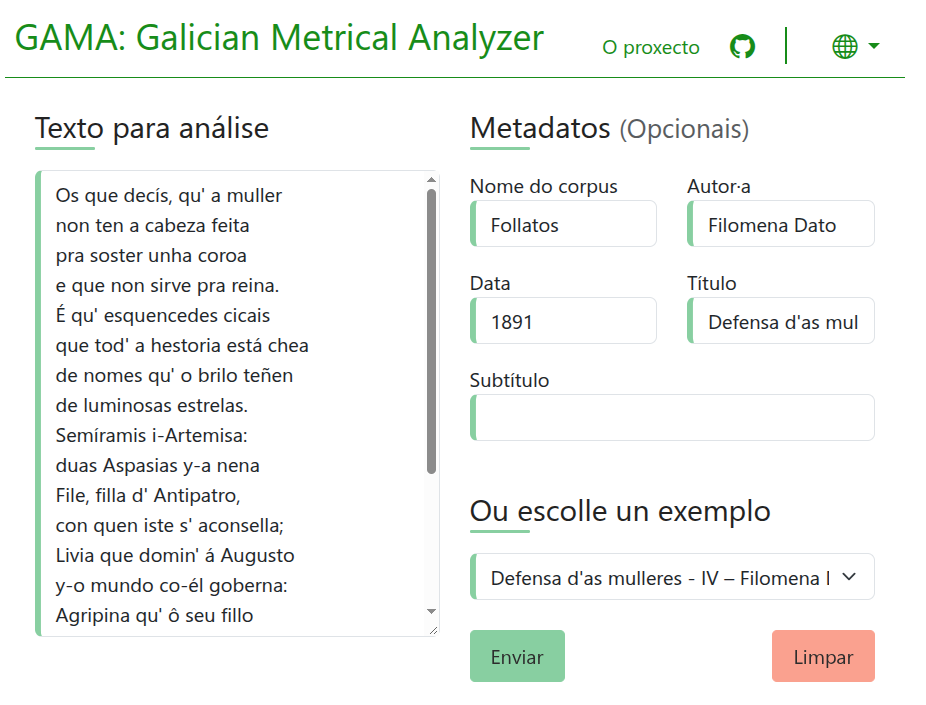 GAMA: Galician Metrical Analyzer
O proxecto
Texto para análise
Os que decís, qu' a muller
non ten a cabeza feita
pra soster unha coroa
e que non sirve pra reina.
É qu' esquencedes cicais
que tod' a hestoria está chea
de nomes qu' o brilo teñen
de luminosas estrelas.
Semíramis i-Artemisa:
duas Aspasias y-a nena
File, filla d' Antipatro,
con quen iste s' aconsella;
Livia que domin' á Augusto
y-o mundo co-él goberna:
Agripina qu' ô seu fillo
Metadatos (Opcionais)
Nome do corpus
Follatos
Autor·a
Filomena Dato
Data
1891
Título
Defensa d'as mul
Subtítulo
Ou escolle un exemplo
Defensa d'as mulleres - IV – Filomena
Enviar
Limpar